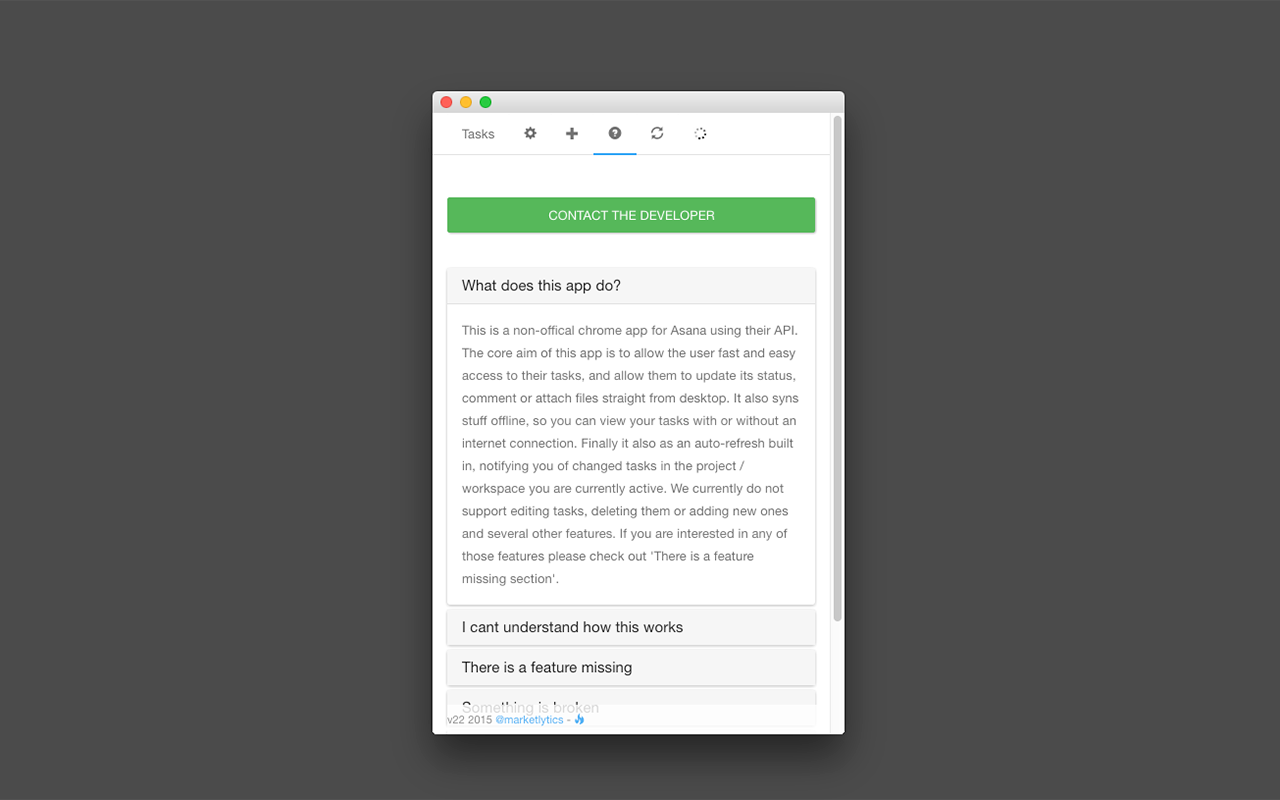 Tasks
CONTACT THE DEVELOPER
What does this app do?
This is a non-offical chrome app for Asana using their API.
The core aim of this app is to allow the user fast and easy
access to their tasks, and allow them to update its status,
comment or attach files straight from desktop. It also syns
stuff offline, so you can view your tasks with or without an
internet connection. Finally it also as an auto-refresh built
in, notifying you of changed tasks in the project /
workspace you are currently active. We currently do not
support editing tasks, deleting them or adding new ones
and several other features. If you are interested in any of
those features please check out 'There is a feature
missing section'.
I cant understand how this works
There is a feature missing
Something is broken
v22 2015 @marketlytics -